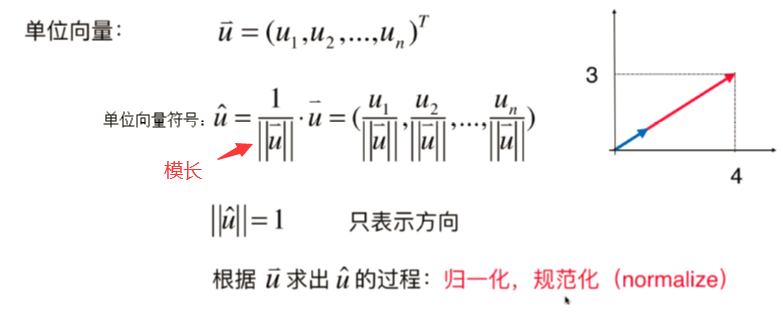 单位向量： $\vec{u} = (u_1, u_2, ..., u_n)^T$
3
单位向量符号： $\hat{u} = \frac{1}{||\vec{u}||} \cdot \vec{u} = (\frac{u_1}{||\vec{u}||}, \frac{u_2}{||\vec{u}||}, ..., \frac{u_n}{||\vec{u}||})$
模长
4
$||\hat{u}|| = 1$ 只表示方向
根据 $\vec{u}$ 求出 $\hat{u}$ 的过程：归一化，规范化（normalize）